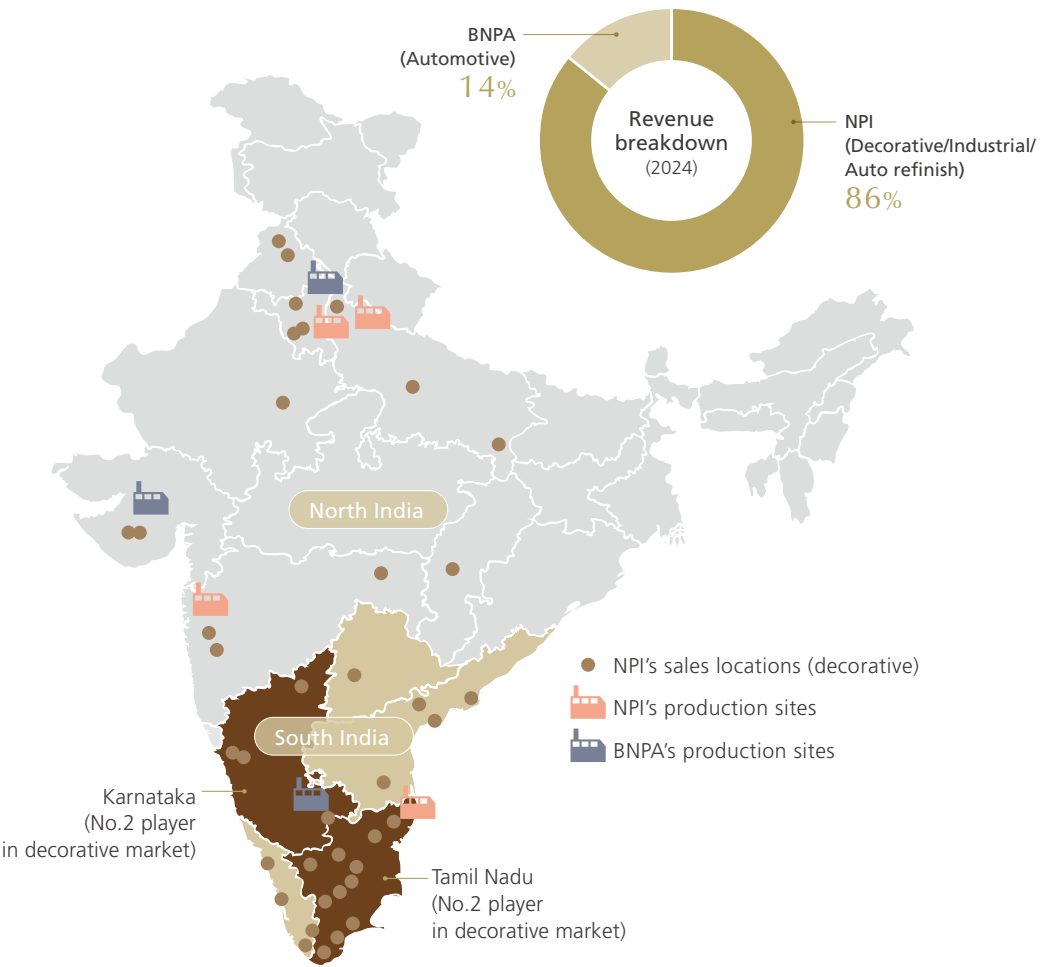 BNPA
(Automotive)
14%
Revenue
breakdown
(2024)
NPI
(Decorative/Industrial/
Auto refinish)
86%
North India
South India
NPI's sales locations (decorative)
NPI's production sites
BNPA's production sites
Karnataka
(No.2 player
in decorative market)
Tamil Nadu
(No.2 player
in decorative market)